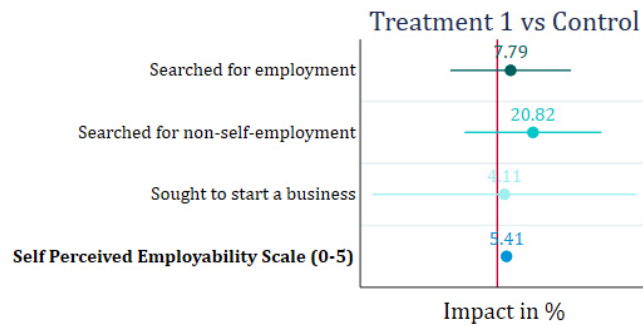 Treatment 1 vs Control
7.79
Searched for employment
20.82
Searched for non-self-employment
4.11
Sought to start a business
5.41
Self Perceived Employability Scale (0-5)
Impact in %